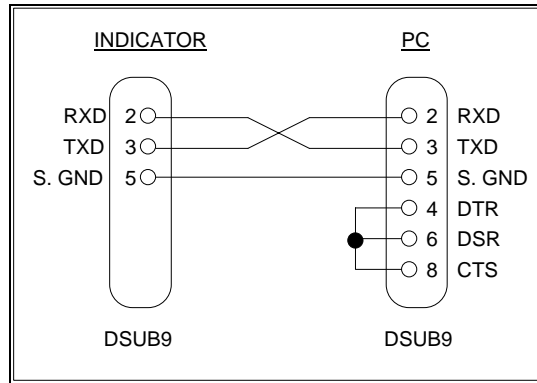 INDICATOR PC
RXD 2 2 RXD
TXD 3 3 TXD
S. GND 5 5 S. GND
4 DTR
6 DSR
8 CTS
DSUB9 DSUB9